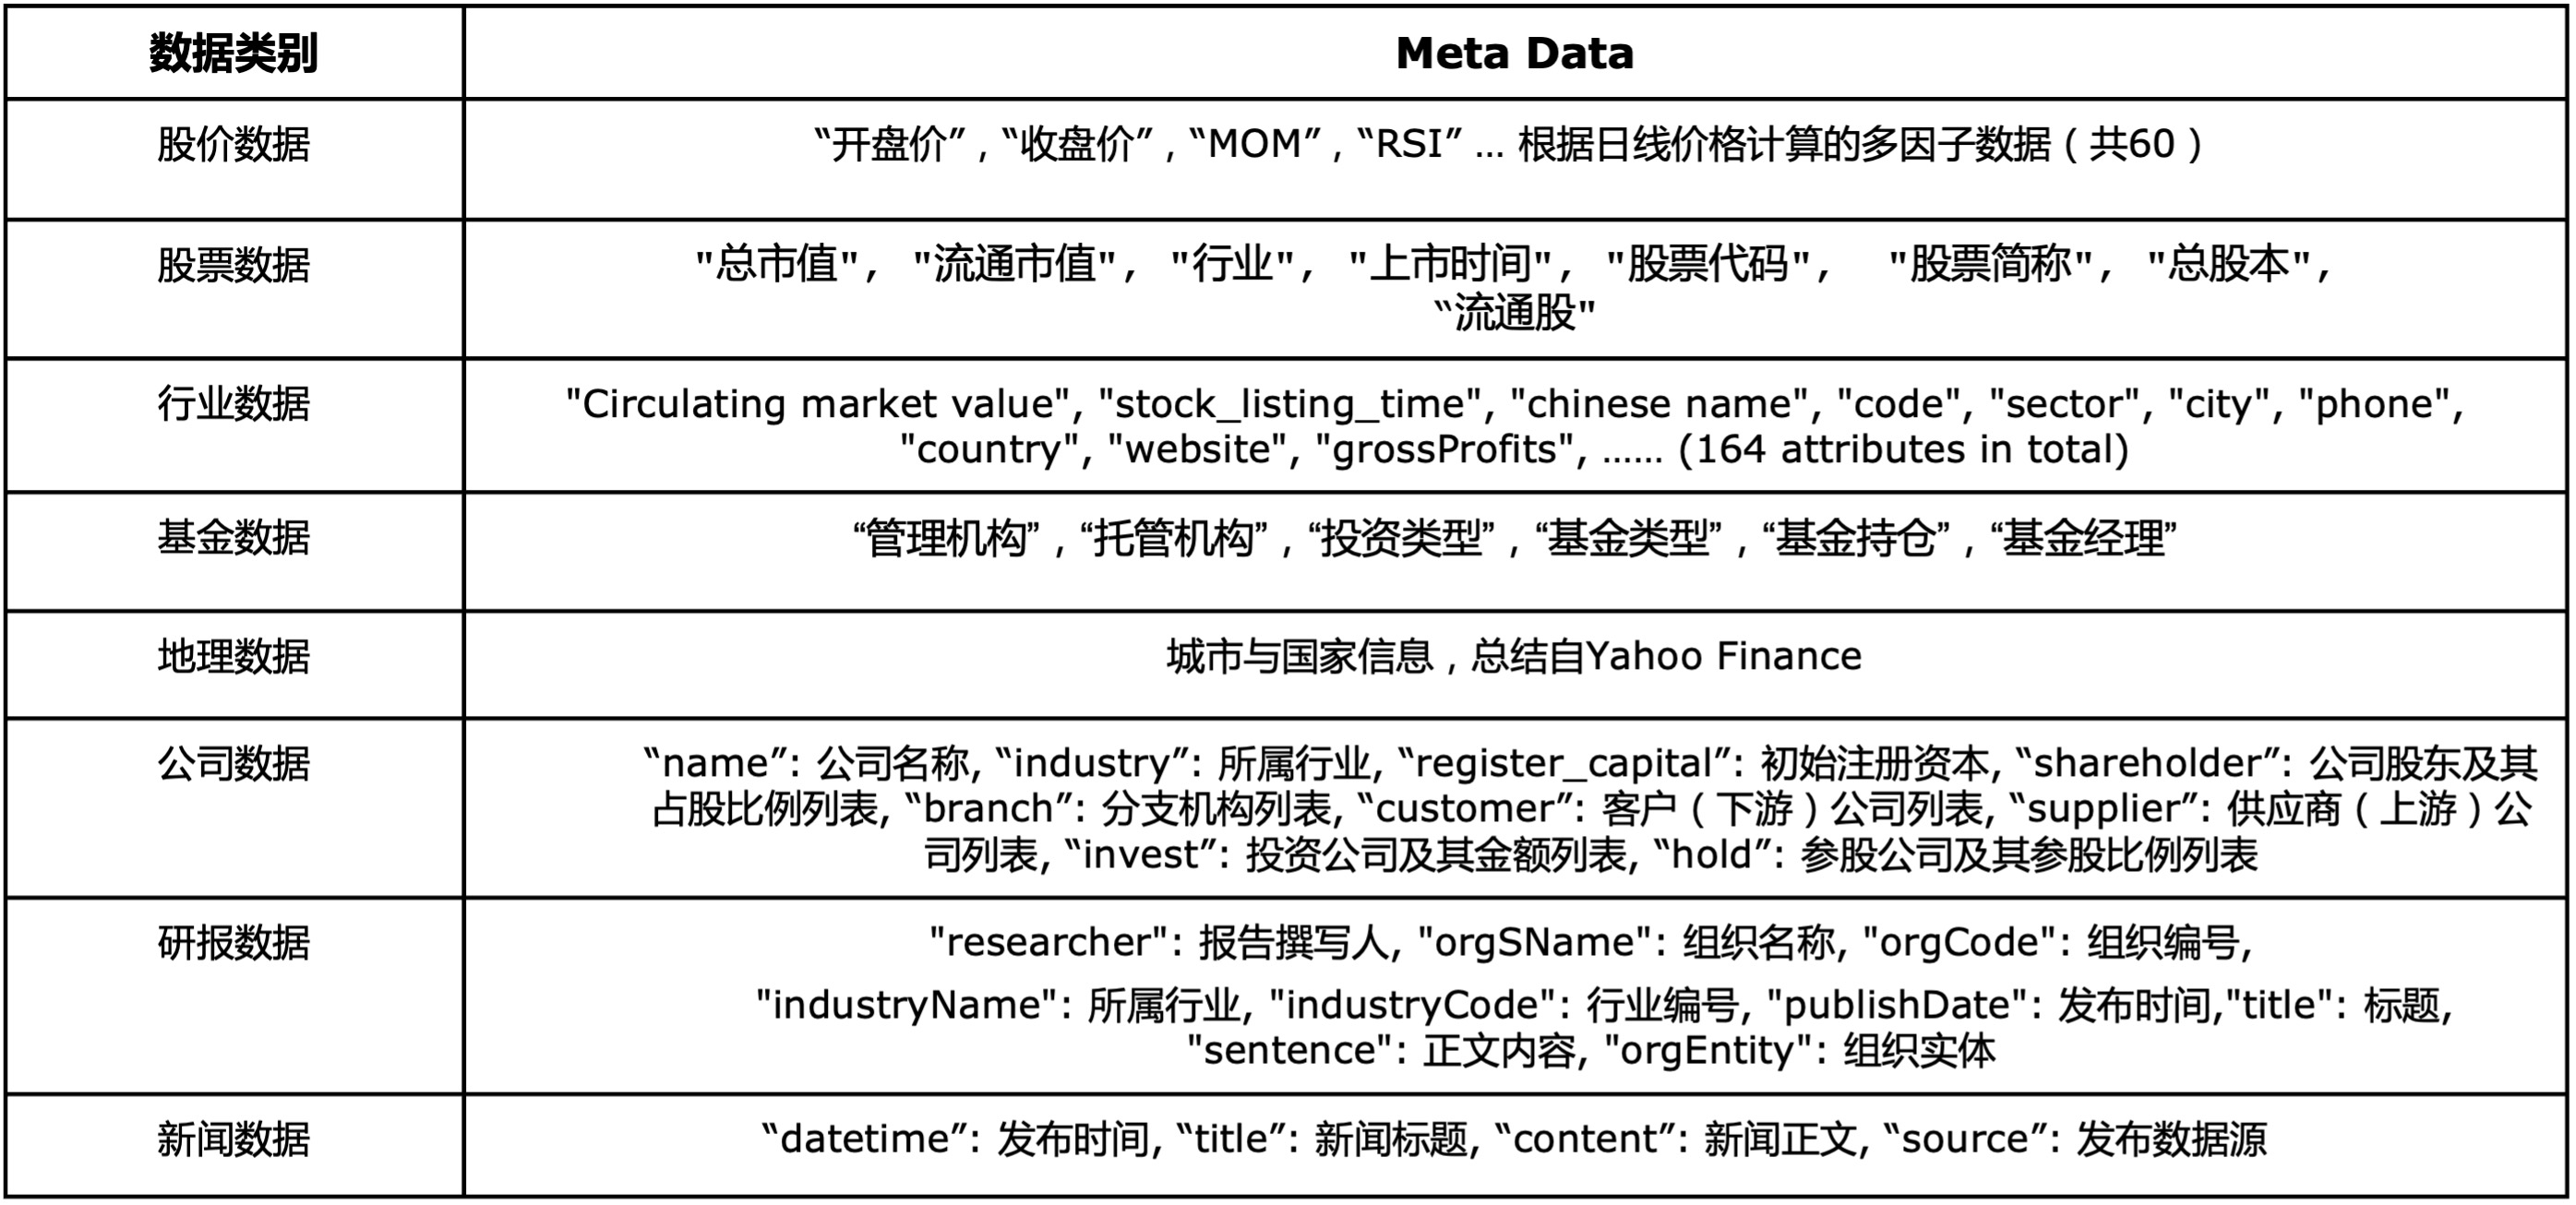 数据类别 Meta Data
股价数据 “开盘价”, “收盘价”, “MOM”, “RSI”... 根据日线价格计算的多因子数据（共60）
股票数据 "总市值", "流通市值", "行业", "上市时间", "股票代码", "股票简称", "总股本",
“流通股"
行业数据 "Circulating market value", "stock_listing_time", "chinese name", "code", "sector", "city", "phone",
"country", "website", "grossProfits", …… (164 attributes in total)
基金数据 “管理机构”, “托管机构”, “投资类型”, “基金类型”, “基金持仓”, “基金经理”
地理数据 城市与国家信息，总结自Yahoo Finance
公司数据 “name”: 公司名称, “industry”: 所属行业, “register_capital”: 初始注册资本, “shareholder”: 公司股东及其
占股比例列表, “branch”: 分支机构列表, “customer”: 客户（下游）公司列表, “supplier”: 供应商（上游）公
司列表, “invest”: 投资公司及其金额列表, “hold”: 参股公司及其参股比例列表
研报数据 "researcher": 报告撰写人, "orgSName": 组织名称, "orgCode": 组织编号,
"industryName": 所属行业, "industryCode": 行业编号, "publishDate": 发布时间,"title": 标题,
"sentence": 正文内容, "orgEntity": 组织实体
新闻数据 “datetime”: 发布时间, “title”: 新闻标题, “content”: 新闻正文, “source”: 发布数据源